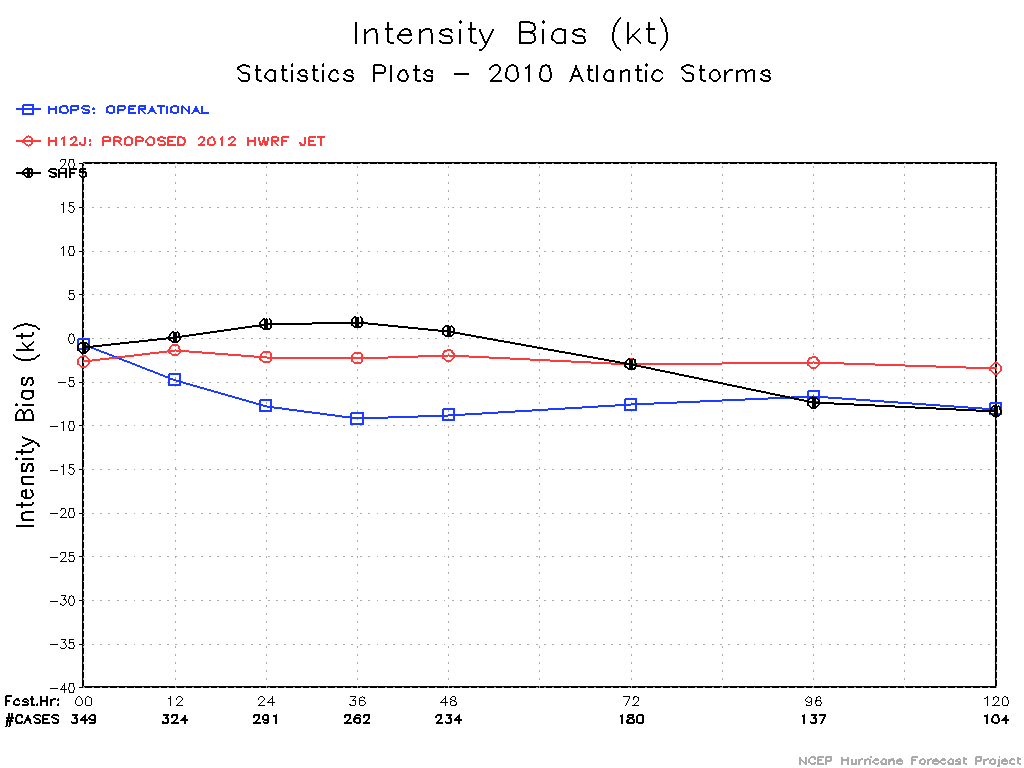 Intensity Bias (kt)
Statistics Plots - 2010 Atlantic Storms
HOPS: OPERATIONAL
H12J: PROPOSED 2012 HWRF JET
20
15
10
5
0
-5
-10
-15
-20
-25
-30
-35
-40
Intensity Bias (kt)
Fcst.Hr: 00 12 24 36 48 72 96 120
#CASES 349 324 291 262 234 180 137 104
NCEP Hurricane Forecast Project